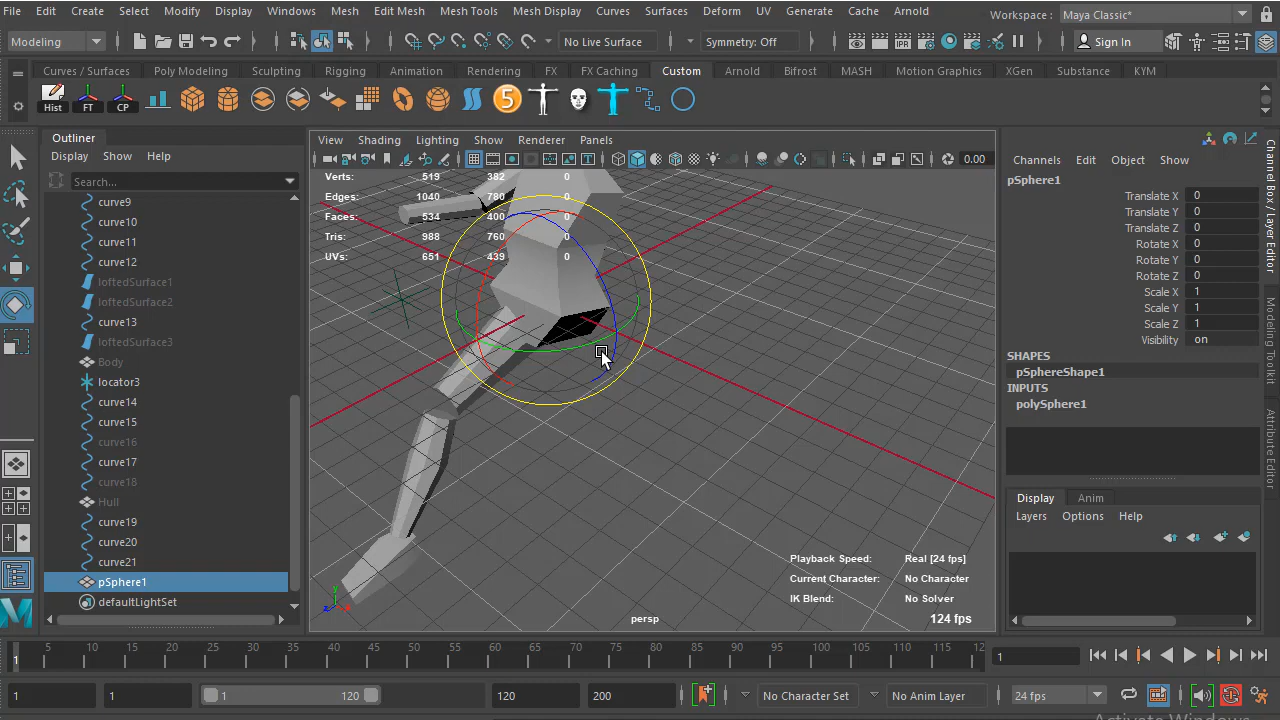 File Edit Create Select Modify Display Windows Mesh Edit Mesh Mesh Tools Mesh Display Curves Surfaces Deform UV Generate Cache Arnold Workspace: Maya Classic*
Modeling No Live Surface Symmetry: Off Sign In
Curves / Surfaces Poly Modeling Sculpting Rigging Animation Rendering FX FX Caching Custom Arnold Bifrost MASH Motion Graphics XGen Substance KYM
Hist FT CP 5
Outliner
Display Show Help
Search...
curve9
curve10
curve11
curve12
loftedSurface1
loftedSurface2
curve13
loftedSurface3
Body
locator3
curve14
curve15
curve16
curve17
curve18
Hull
curve19
curve20
curve21
pSphere1
defaultLightSet
View Shading Lighting Show Renderer Panels
0.00
Verts: 519 382 0
Edges: 1040 780 0
Faces: 534 400 0
Tris: 988 760 0
UVs: 651 439 0
Playback Speed: Real [24 fps]
Current Character: No Character
IK Blend: No Solver
persp 124 fps
y
z x
Channels Edit Object Show
pSphere1
Translate X 0
Translate Y 0
Translate Z 0
Rotate X 0
Rotate Y 0
Rotate Z 0
Scale X 1
Scale Y 1
Scale Z 1
Visibility on
SHAPES
pSphereShape1
INPUTS
polySphere1
Display Anim
Layers Options Help
Channel Box / Layer Editor
Modeling Toolkit
Attribute Editor
1 5 10 15 20 25 30 35 40 45 50 55 60 65 70 75 80 85 90 95 100 105 110 115 12
1
1 1 1 120 120 200 No Character Set No Anim Layer 24 fps
Activate Windows